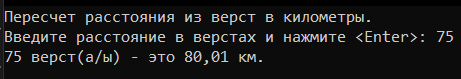 Пересчет расстояния из верст в километры.
Введите расстояние в верстах и нажмите <Enter>: 75
75 верст(а/ы) - это 80,01 км.